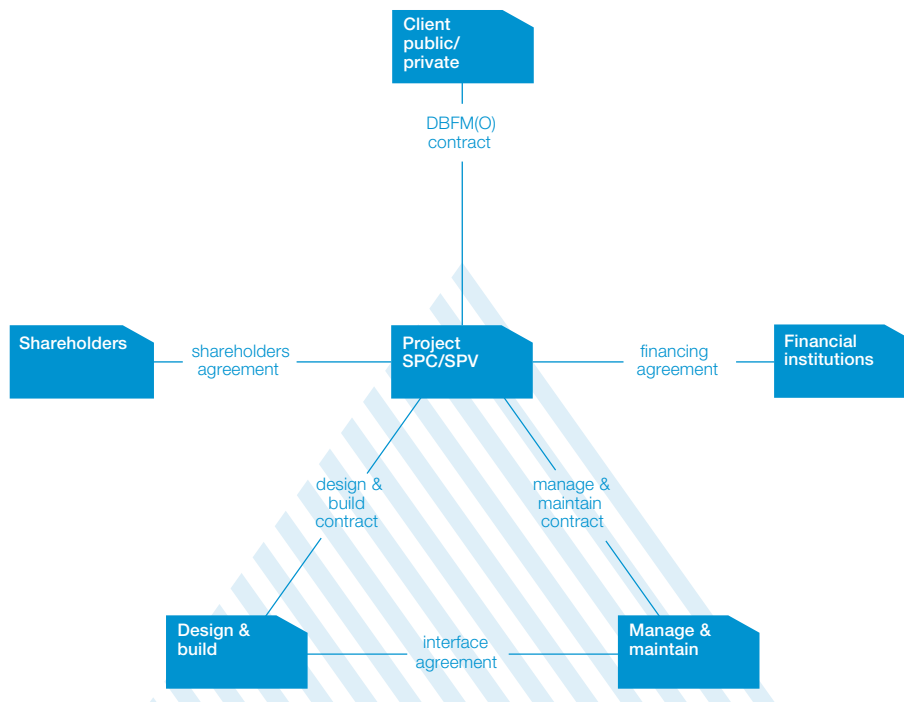 Client
public/
private
DBFM(O)
contract
Shareholders
shareholders
agreement
Project
SPC/SPV
financing
agreement
Financial
institutions
design &
build
contract
manage &
maintain
contract
Design &
build
interface
agreement
Manage &
maintain